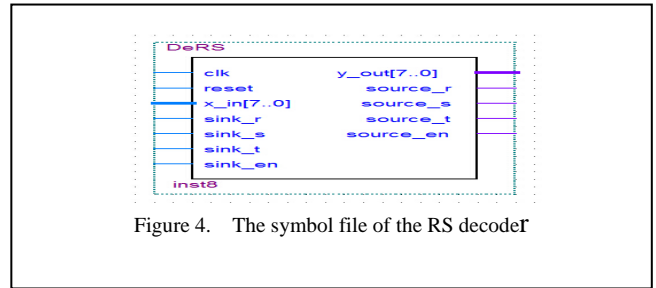 DeRS
clk y_out[7..0]
reset source_r
x_in[7..0] source_s
sink_r source_t
sink_s source_en
sink_t
sink_en
inst8
Figure 4. The symbol file of the RS decoder